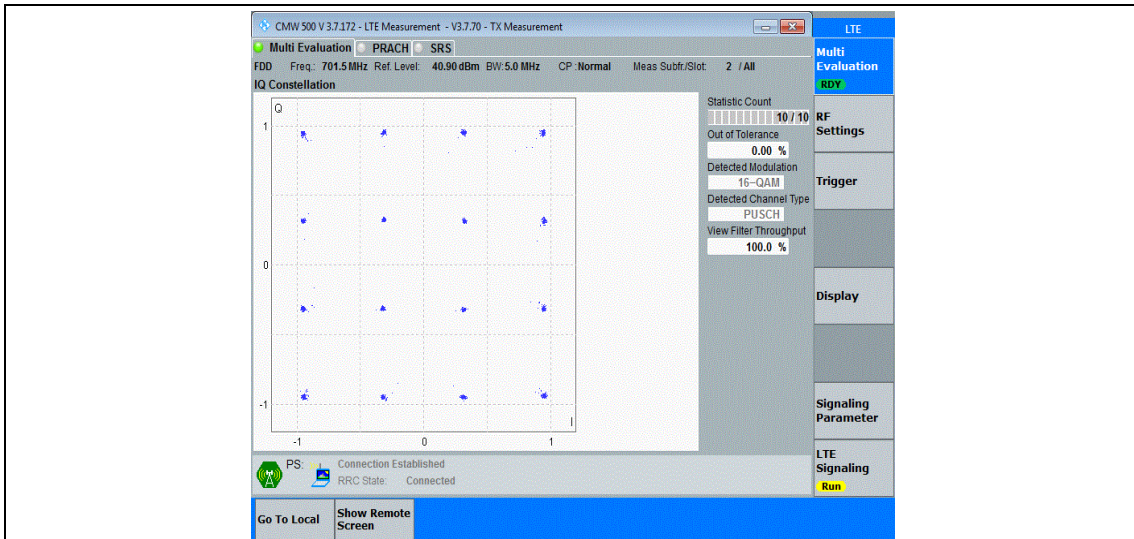 CMW 500 V 3.7.172 - LTE Measurement - V3.7.70 - TX Measurement
LTE
Multi Evaluation PRACH SRS
Multi
Evaluation
RDY
FDD Freq.: 701.5 MHz Ref. Level: 40.90 dBm BW: 5.0 MHz CP : Normal Meas Subfr./Slot: 2 / All
IQ Constellation
Q
1
0
-1
-1 0 1
I
Statistic Count
10 / 10
Out of Tolerance
0.00 %
Detected Modulation
16-QAM
Detected Channel Type
PUSCH
View Filter Throughput
100.0 %
RF
Settings
Trigger
Display
Signaling
Parameter
LTE
Signaling
Run
PS: Connection Established
RRC State: Connected
Go To Local
Show Remote
Screen